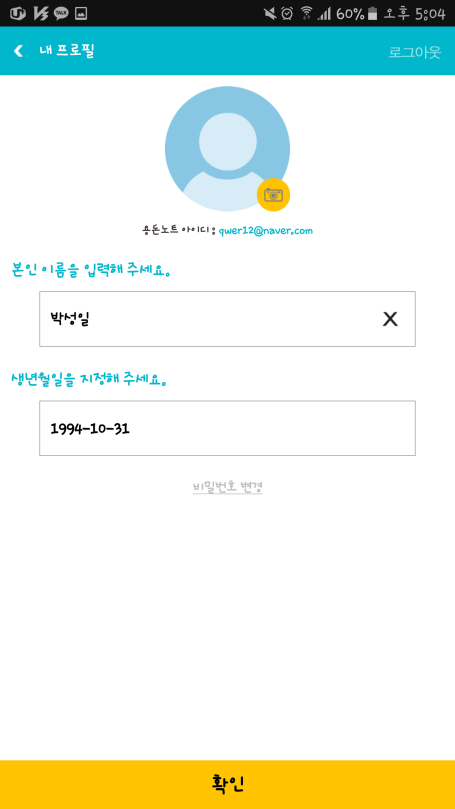 TALK 60% 오후 5:04
내 프로필 로그아웃
용돈노트 아이디 : qwer12@naver.com
본인 이름을 입력해 주세요.
박성일 X
생년월일을 지정해 주세요.
1994-10-31
비밀번호 변경
확인